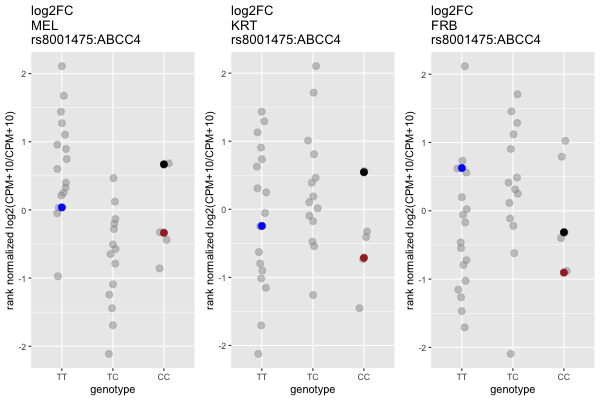 log2FC
MEL
rs8001475:ABCC4
rank normalized log2(CPM+10/CPM+10)
2
1
0
-1
-2
TT
TC
CC
genotype
log2FC
KRT
rs8001475:ABCC4
rank normalized log2(CPM+10/CPM+10)
2
1
0
-1
-2
TT
TC
CC
genotype
log2FC
FRB
rs8001475:ABCC4
rank normalized log2(CPM+10/CPM+10)
2
1
0
-1
-2
TT
TC
CC
genotype